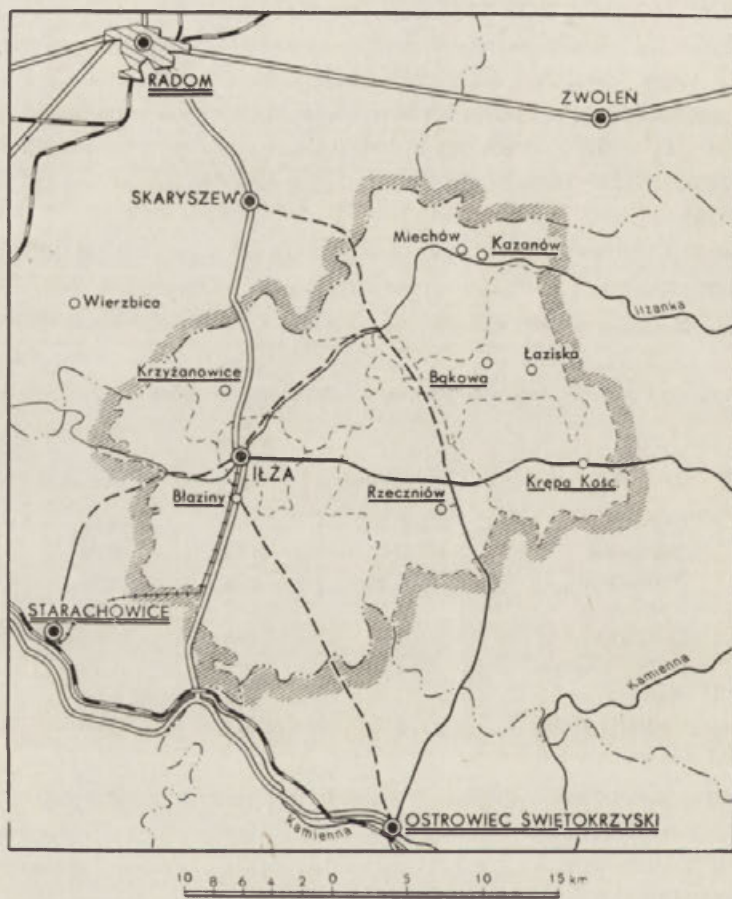 RADOM
ZWOLEŃ
SKARYSZEW
Miechów
Kazanów
Iłżanka
Wierzbica
Krzyżanowice
Bąkowa
Łaziska
IŁŻA
Błaziny
Rzeczniów
Krępa Kośc.
STARACHOWICE
Kamienna
Kamienna
OSTROWIEC ŚWIĘTOKRZYSKI
10 8 6 4 2 0 5 10 15 km